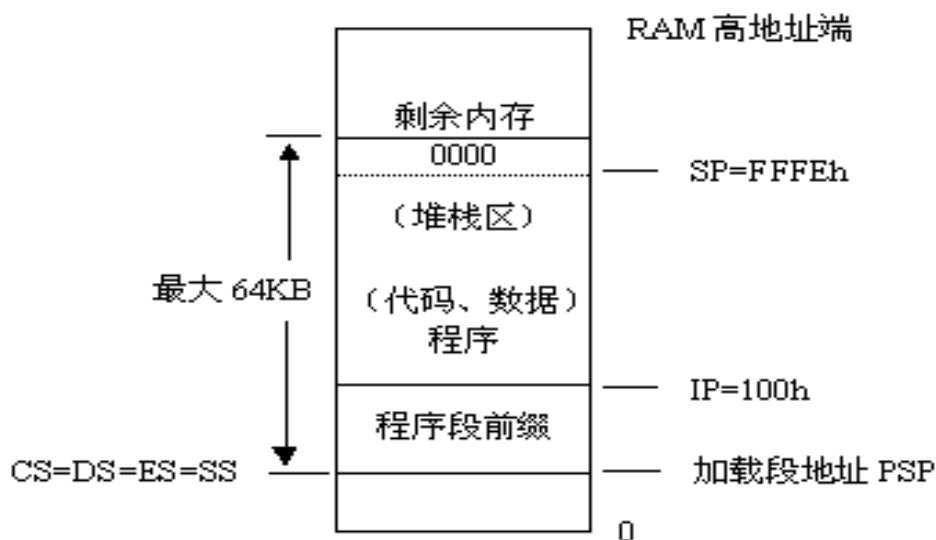 RAM 高地址端
剩余内存
0000
SP=FFFEh
（堆栈区）
最大 64KB
（代码、数据）
程序
IP=100h
程序段前缀
CS=DS=ES=SS
加载段地址 PSP
0